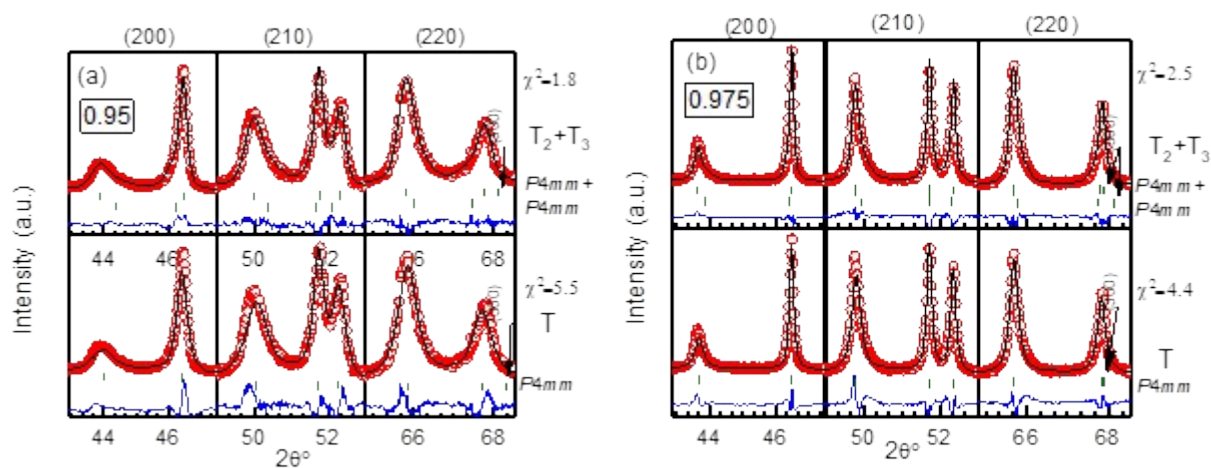 (200) (210) (220)
(a)
0.95
χ²=1.8
T₂+T₃
P4mm+
P4mm
44 46 50 52 66 68
χ²=5.5
T
P4mm
44 46 50 52 66 68
2θ°
Intensity (a.u.)
(200) (210) (220)
(b)
0.975
χ²=2.5
T₂+T₃
P4mm+
P4mm
χ²=4.4
T
P4mm
44 46 50 52 66 68
2θ°
Intensity (a.u.)